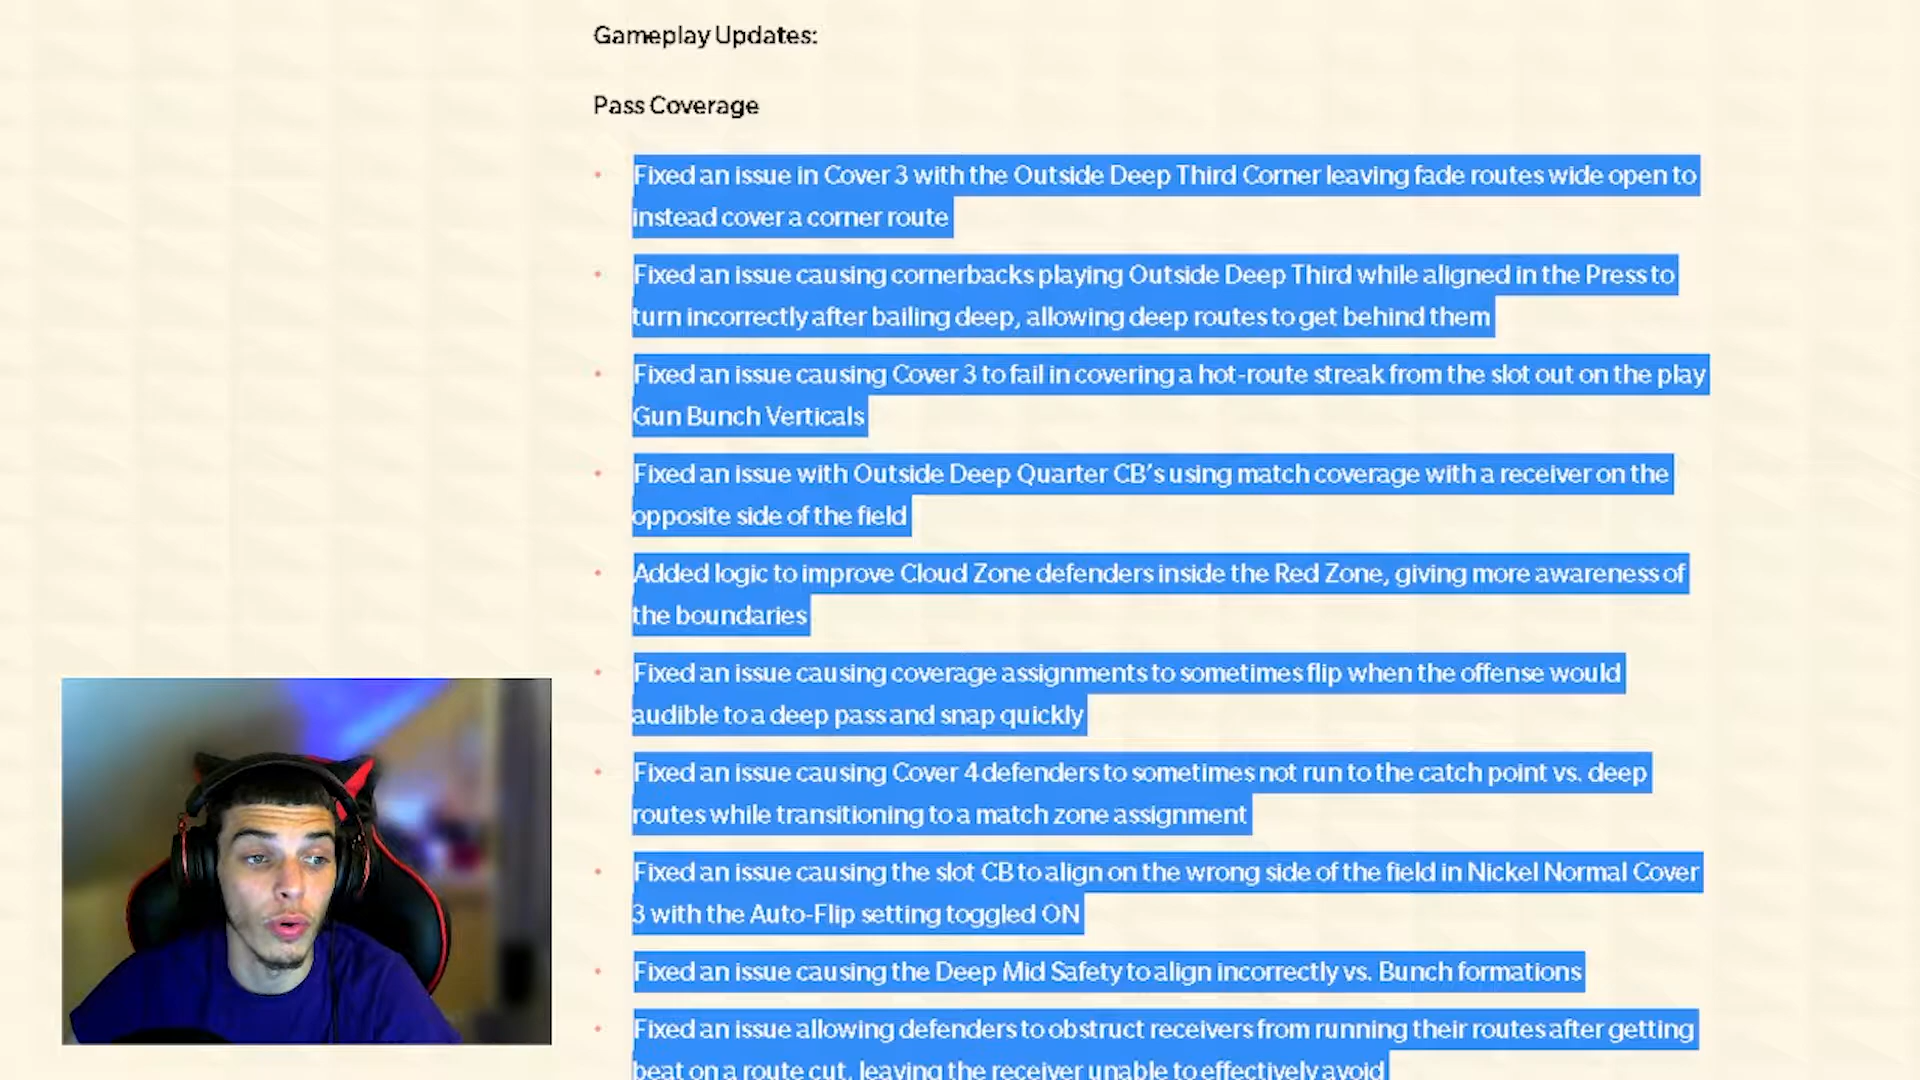 Gameplay Updates:
Pass Coverage
Fixed an issue in Cover 3 with the Outside Deep Third Corner leaving fade routes wide open to
instead cover a corner route
Fixed an issue causing cornerbacks playing Outside Deep Third while aligned in the Press to
turn incorrectly after bailing deep, allowing deep routes to get behind them
Fixed an issue causing Cover 3 to fail in covering a hot-route streak from the slot out on the play
Gun Bunch Verticals
Fixed an issue with Outside Deep Quarter CB’s using match coverage with a receiver on the
opposite side of the field
Added logic to improve Cloud Zone defenders inside the Red Zone, giving more awareness of
the boundaries
Fixed an issue causing coverage assignments to sometimes flip when the offense would
audible to a deep pass and snap quickly
Fixed an issue causing Cover 4 defenders to sometimes not run to the catch point vs. deep
routes while transitioning to a match zone assignment
Fixed an issue causing the slot CB to align on the wrong side of the field in Nickel Normal Cover
3 with the Auto-Flip setting toggled ON
Fixed an issue causing the Deep Mid Safety to align incorrectly vs. Bunch formations
Fixed an issue allowing defenders to obstruct receivers from running their routes after getting
beat on a route cut, leaving the receiver unable to effectively avoid